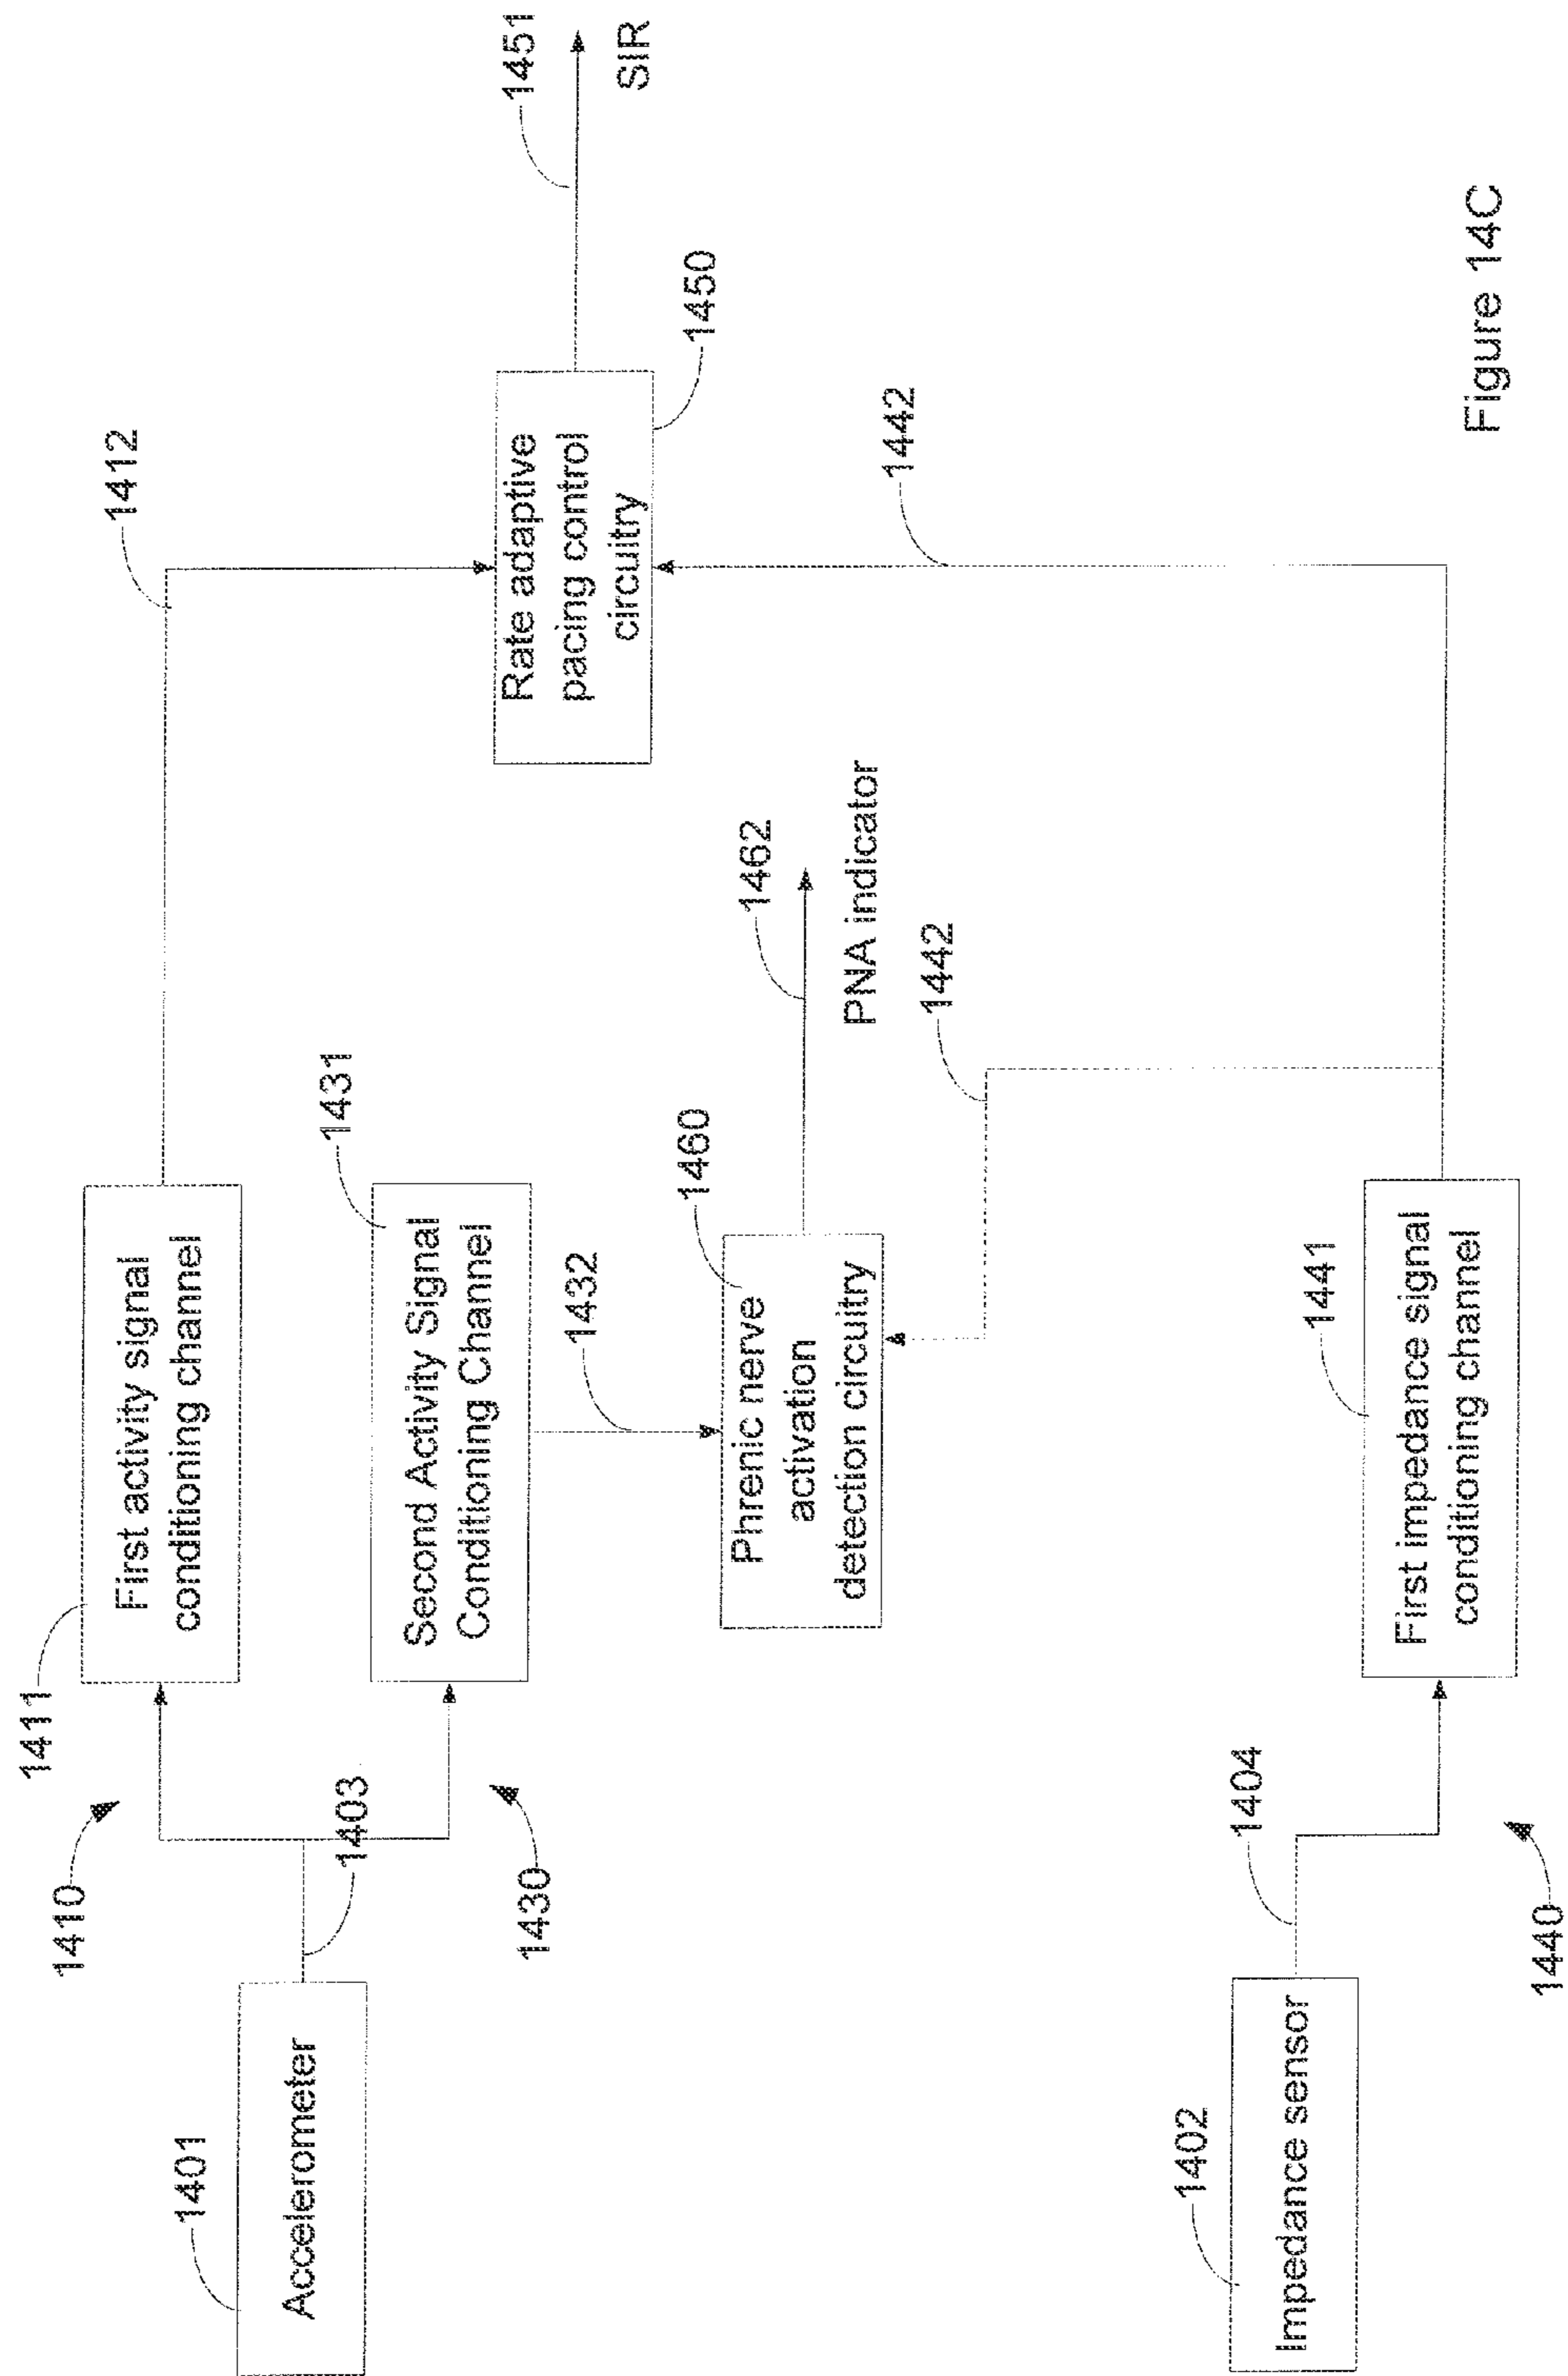 1410
1411
First activity signal
conditioning channel
1412
1401
Accelerometer
1403
1430
Second Activity Signal
Conditioning Channel
1431
1432
Phrenic nerve
activation
detection circuitry
1460
1462
PNA indicator
1442
Rate adaptive
pacing control
circuitry
1450
1451
SIR
1442
1402
Impedance sensor
1404
1440
First impedance signal
conditioning channel
1441
Figure 14C